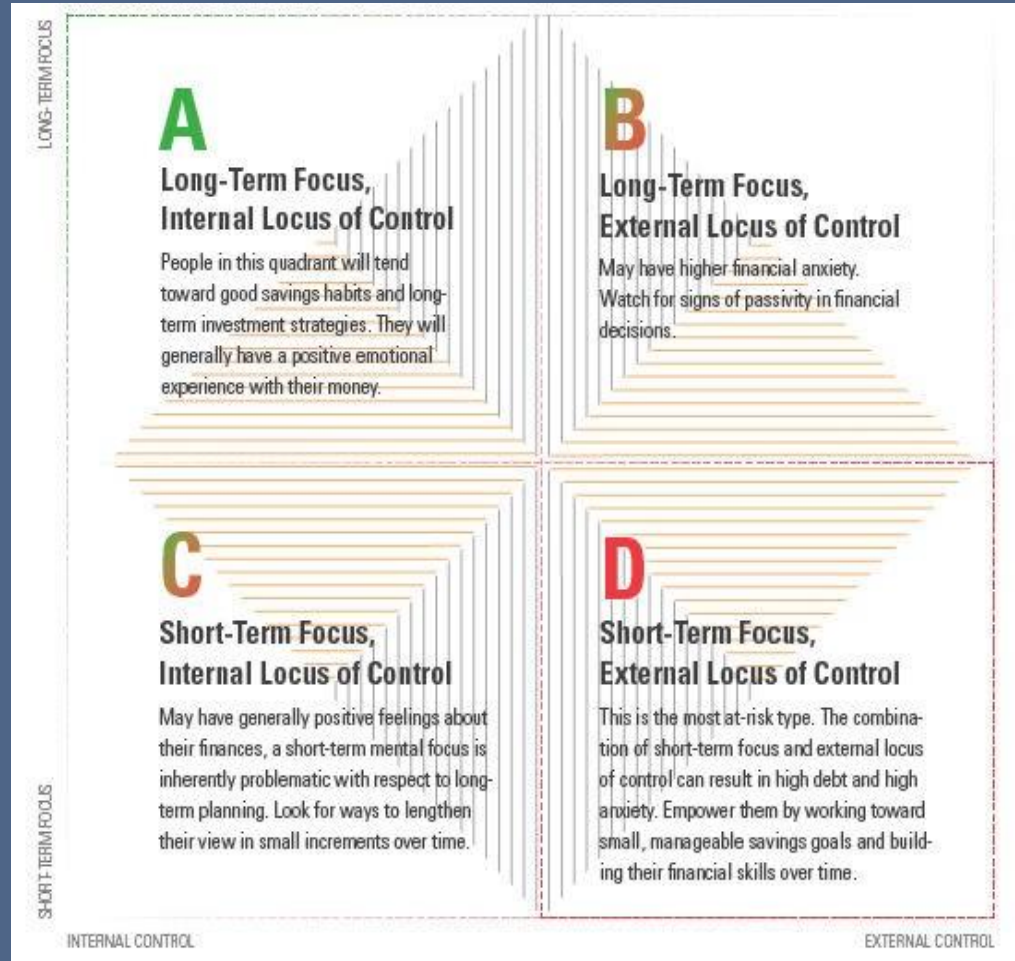 LONG-TERM FOCUS
A
Long-Term Focus,
Internal Locus of Control
People in this quadrant will tend
toward good savings habits and long-
term investment strategies. They will
generally have a positive emotional
experience with their money.
B
Long-Term Focus,
External Locus of Control
May have higher financial anxiety.
Watch for signs of passivity in financial
decisions.
C
Short-Term Focus,
Internal Locus of Control
May have generally positive feelings about
their finances, a short-term mental focus is
inherently problematic with respect to long-
term planning. Look for ways to lengthen
their view in small increments over time.
D
Short-Term Focus,
External Locus of Control
This is the most at-risk type. The combina-
tion of short-term focus and external locus
of control can result in high debt and high
anxiety. Empower them by working toward
small, manageable savings goals and build-
ing their financial skills over time.
SHORT-TERM FOCUS
INTERNAL CONTROL
EXTERNAL CONTROL